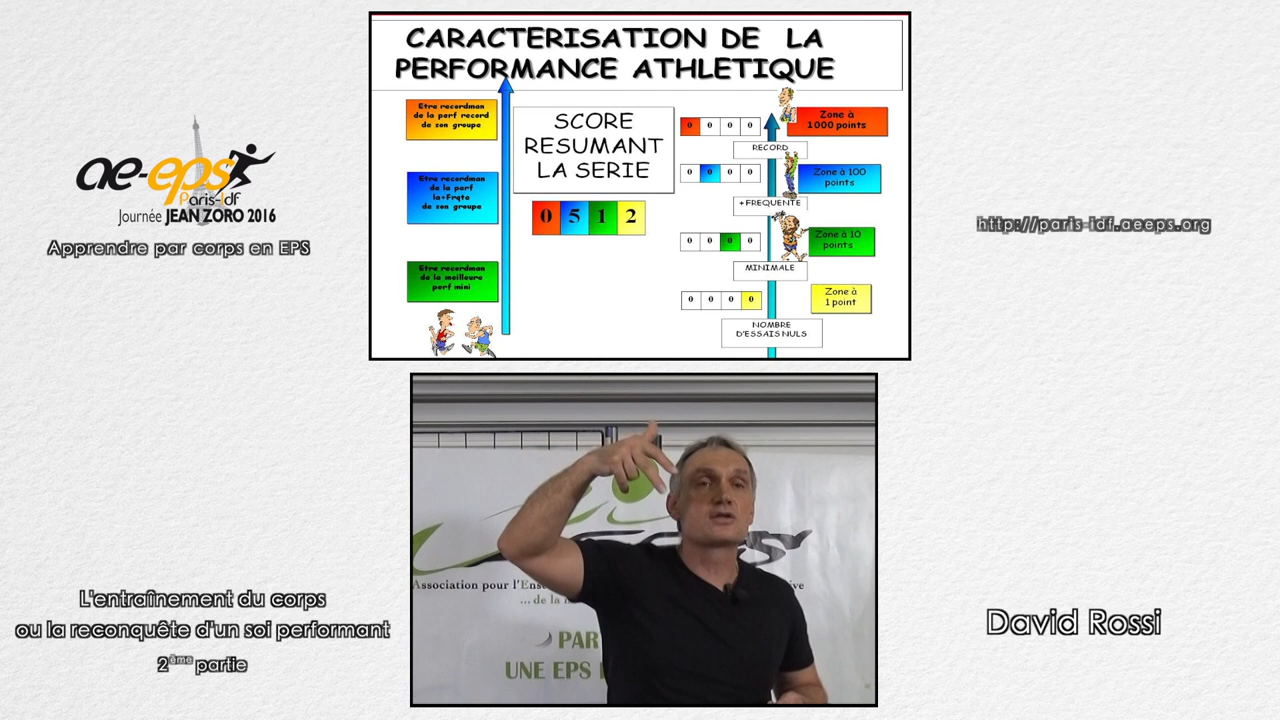 CARACTERISATION DE LA
PERFORMANCE ATHLETIQUE
Etre recordman
de la perf record
de son groupe
Etre recordman
de la perf
la+Frqte
de son groupe
Etre recordman
de la meilleure
perf mini
SCORE
RESUMANT
LA SERIE
0 5 1 2
0 0 0 0
RECORD
Zone à
1000 points
0 0 0 0
+FREQUENTE
Zone à 100
points
0 0 0 0
MINIMALE
Zone à 10
points
0 0 0 0
Zone à
1 point
NOMBRE
D'ESSAIS NULS
ae-eps
Paris-Idf
Journée JEAN ZORO 2016
Apprendre par corps en EPS
http://paris-idf.aeeps.org
Association pour l'Ens
... de la
PAR
UNE EPS
L'entraînement du corps
ou la reconquête d'un soi performant
2ème partie
David Rossi